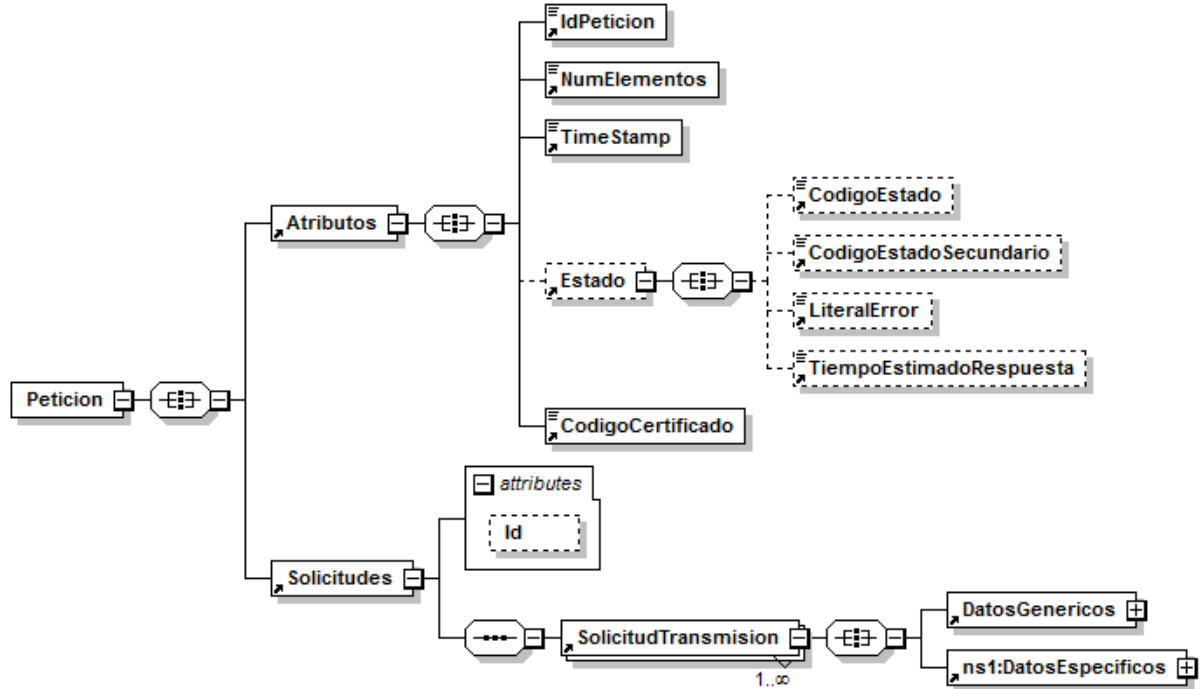 IdPeticion
NumElementos
TimeStamp
CodigoEstado
Atributos
CodigoEstadoSecundario
Estado
LiteralError
TiempoEstimadoRespuesta
Peticion
CodigoCertificado
attributes
Id
Solicitudes
DatosGenericos
SolicitudTransmision
ns1:DatosEspecificos
1..∞